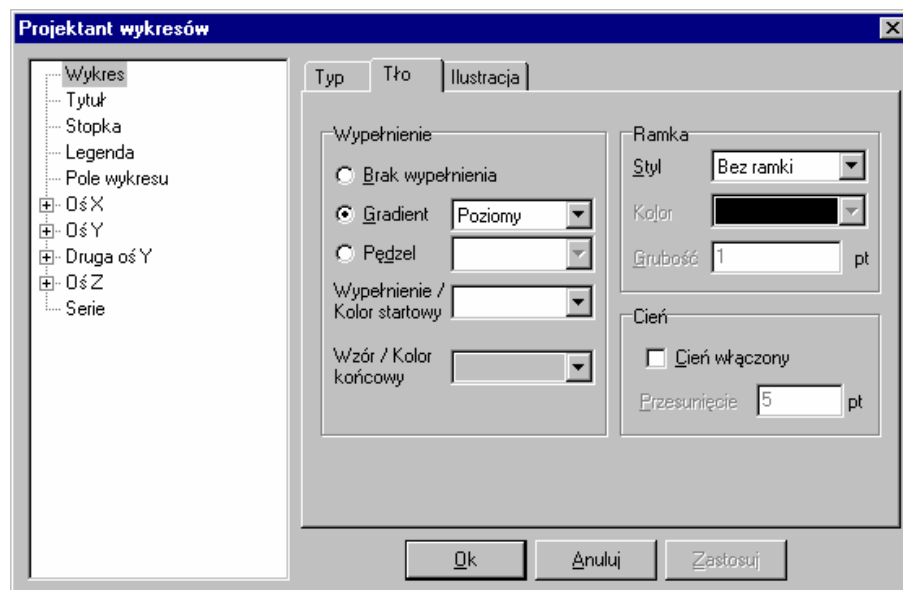 Projektant wykresów
Wykres
Tytuł
Stopka
Legenda
Pole wykresu
Oś X
Oś Y
Druga oś Y
Oś Z
Serie
Typ
Tło
Ilustracja
Wypełnienie
Brak wypełnienia
Gradient
Poziomy
Pędzel
Wypełnienie /
Kolor startowy
Wzór / Kolor
końcowy
Ramka
Styl
Bez ramki
Kolor
Grubość
1
pt
Cień
Cień włączony
Przesunięcie
5
pt
Ok
Anuluj
Zastosuj